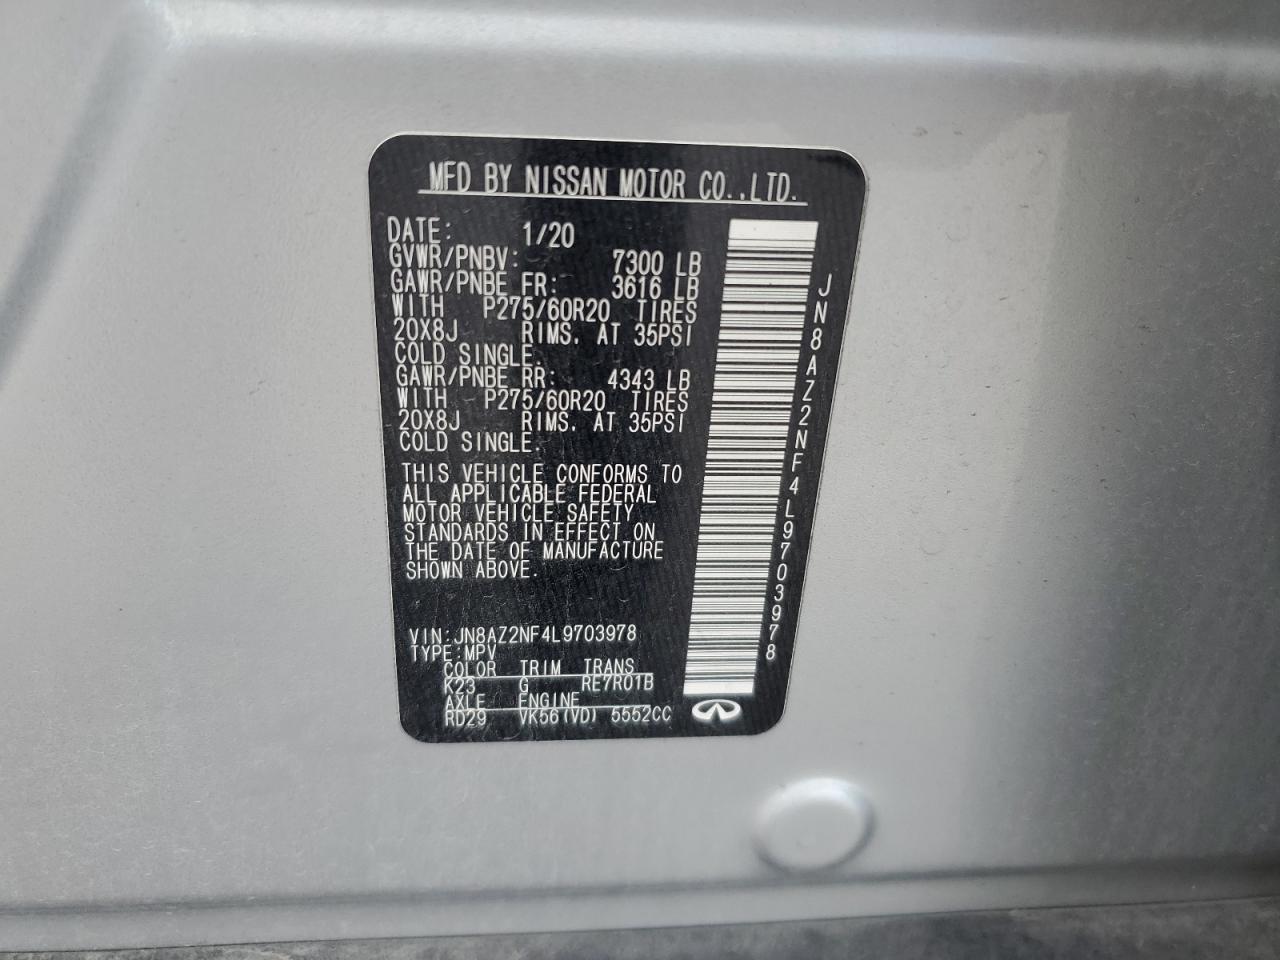 MFD BY NISSAN MOTOR CO.,LTD.
DATE: 1/20
GVWR/PNBV: 7300 LB
GAWR/PNBE FR: 3616 LB
WITH P275/60R20 TIRES
20X8J RIMS. AT 35PSI
COLD SINGLE.
GAWR/PNBE RR: 4343 LB
WITH P275/60R20 TIRES
20X8J RIMS. AT 35PSI
COLD SINGLE.
THIS VEHICLE CONFORMS TO
ALL APPLICABLE FEDERAL
MOTOR VEHICLE SAFETY
STANDARDS IN EFFECT ON
THE DATE OF MANUFACTURE
SHOWN ABOVE.
VIN:JN8AZ2NF4L9703978
TYPE:MPV
COLOR TRIM TRANS
K23 G RE7R01B
AXLE ENGINE
RD29 VK56(VD) 5552CC
JN8AZ2NF4L9703978